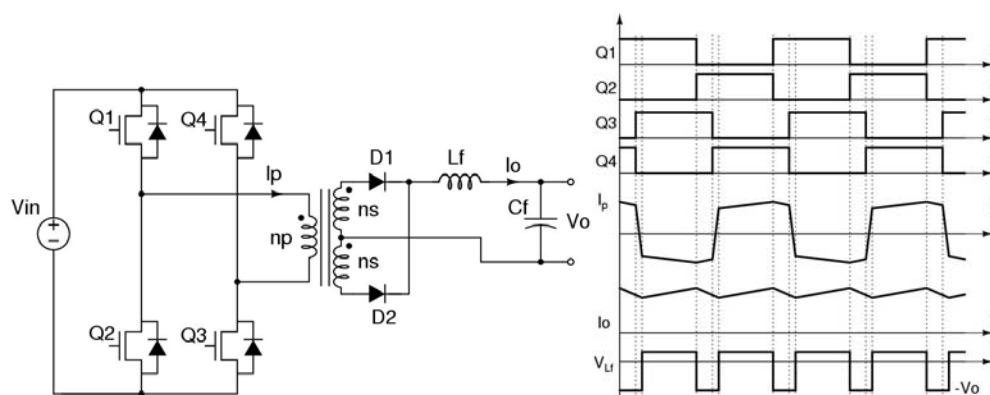 Q1
Q4
D1
Lf
Io
Ip
Vin
ns
np
Cf
Vo
ns
D2
Q2
Q3
Q1
Q2
Q3
Q4
Ip
Io
VLf
-Vo